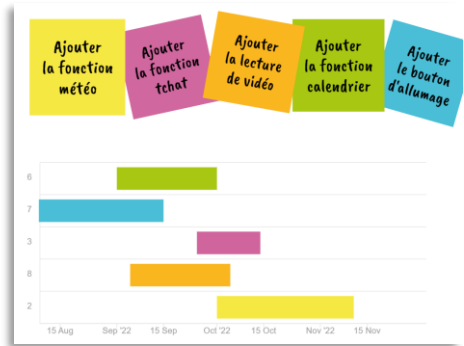 Ajouter
la fonction
météo
Ajouter
la fonction
tchat
Ajouter
la lecture
de vidéo
Ajouter
la fonction
calendrier
Ajouter
le bouton
d'allumage
6
7
3
8
2
15 Aug Sep '22 15 Sep Oct '22 15 Oct Nov '22 15 Nov